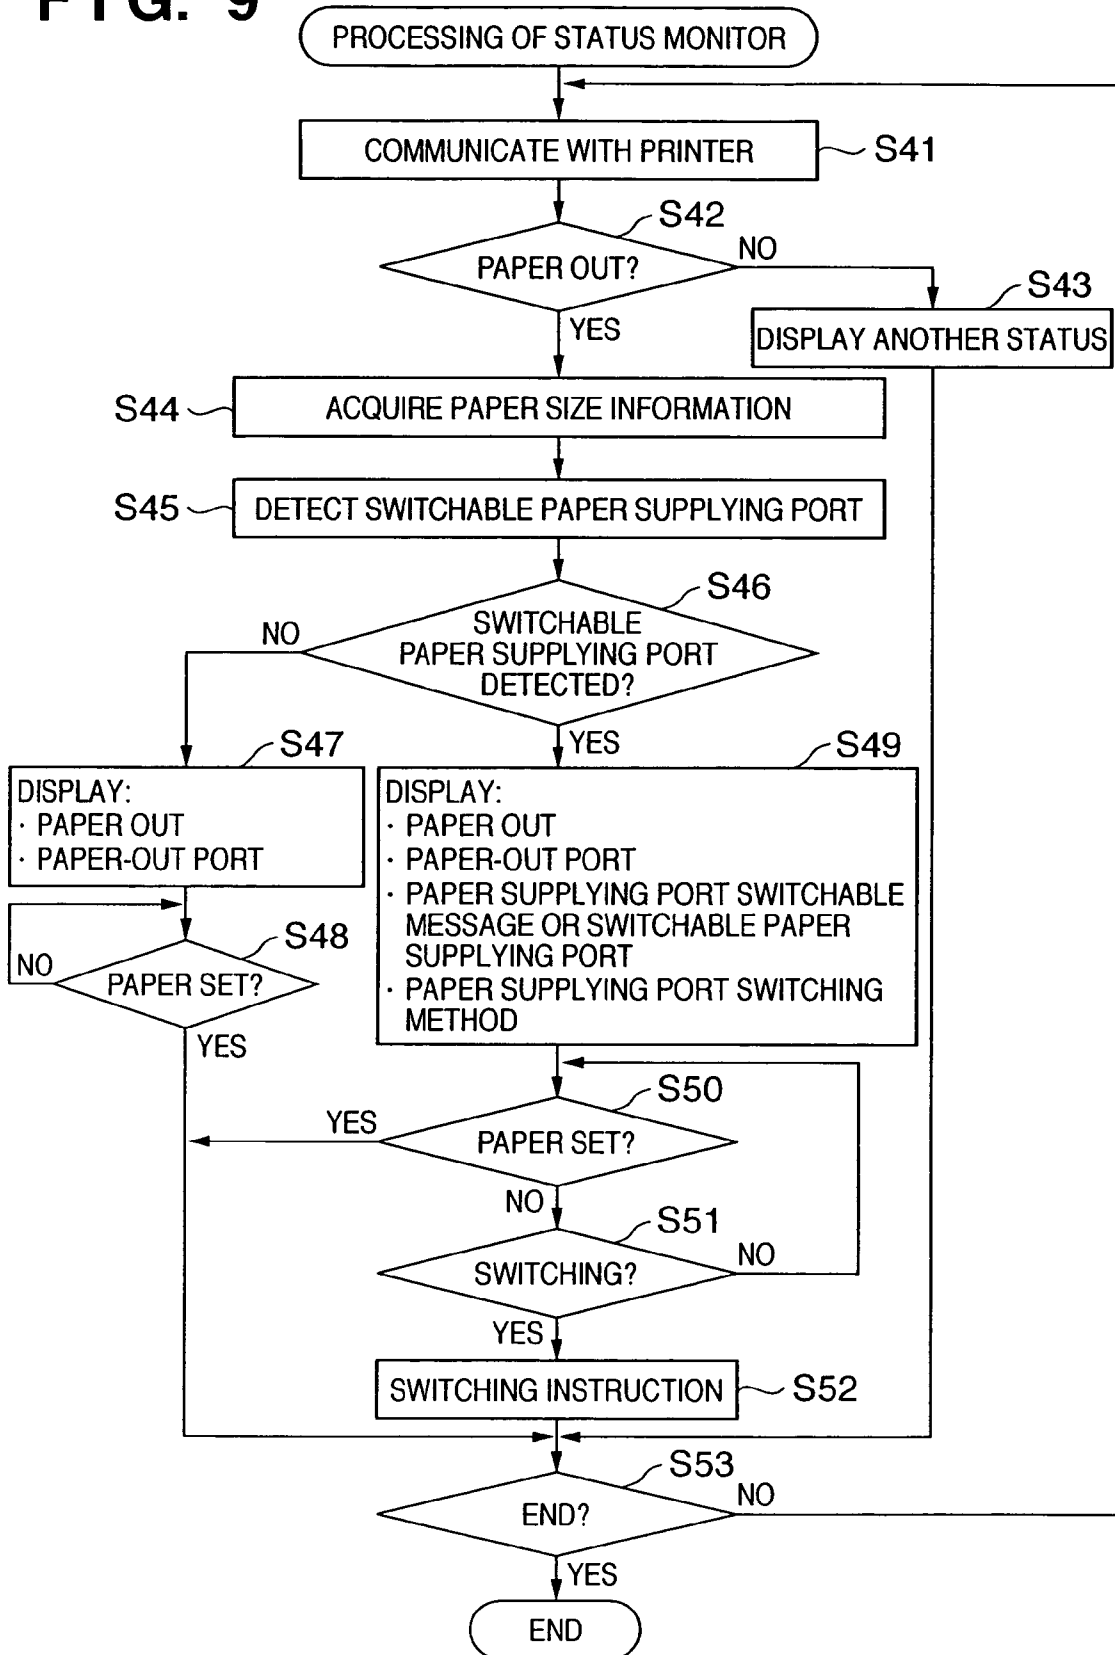 FIG. 9
PROCESSING OF STATUS MONITOR
COMMUNICATE WITH PRINTER
S41
S42
PAPER OUT?
NO
YES
S43
DISPLAY ANOTHER STATUS
S44
ACQUIRE PAPER SIZE INFORMATION
S45
DETECT SWITCHABLE PAPER SUPPLYING PORT
S46
SWITCHABLE
PAPER SUPPLYING PORT
DETECTED?
NO
YES
S47
DISPLAY:
· PAPER OUT
· PAPER-OUT PORT
S48
PAPER SET?
NO
YES
S49
DISPLAY:
· PAPER OUT
· PAPER-OUT PORT
· PAPER SUPPLYING PORT SWITCHABLE
MESSAGE OR SWITCHABLE PAPER
SUPPLYING PORT
· PAPER SUPPLYING PORT SWITCHING
METHOD
S50
YES
PAPER SET?
NO
S51
SWITCHING?
NO
YES
SWITCHING INSTRUCTION
S52
S53
END?
NO
YES
END